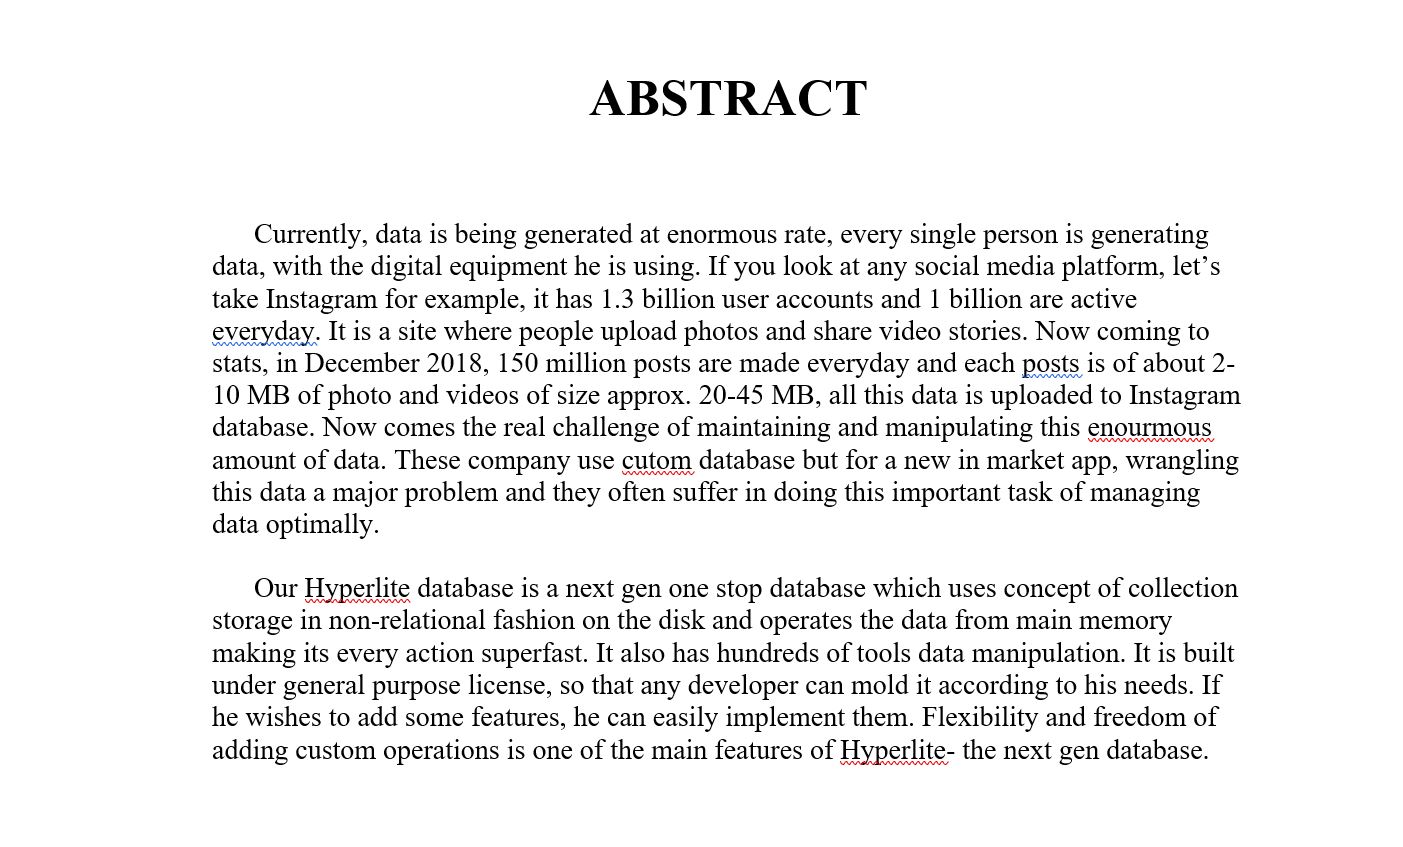 ABSTRACT
Currently, data is being generated at enormous rate, every single person is generating
data, with the digital equipment he is using. If you look at any social media platform, let’s
take Instagram for example, it has 1.3 billion user accounts and 1 billion are active
everyday. It is a site where people upload photos and share video stories. Now coming to
stats, in December 2018, 150 million posts are made everyday and each posts is of about 2-
10 MB of photo and videos of size approx. 20-45 MB, all this data is uploaded to Instagram
database. Now comes the real challenge of maintaining and manipulating this enourmous
amount of data. These company use cutom database but for a new in market app, wrangling
this data a major problem and they often suffer in doing this important task of managing
data optimally.
Our Hyperlite database is a next gen one stop database which uses concept of collection
storage in non-relational fashion on the disk and operates the data from main memory
making its every action superfast. It also has hundreds of tools data manipulation. It is built
under general purpose license, so that any developer can mold it according to his needs. If
he wishes to add some features, he can easily implement them. Flexibility and freedom of
adding custom operations is one of the main features of Hyperlite- the next gen database.